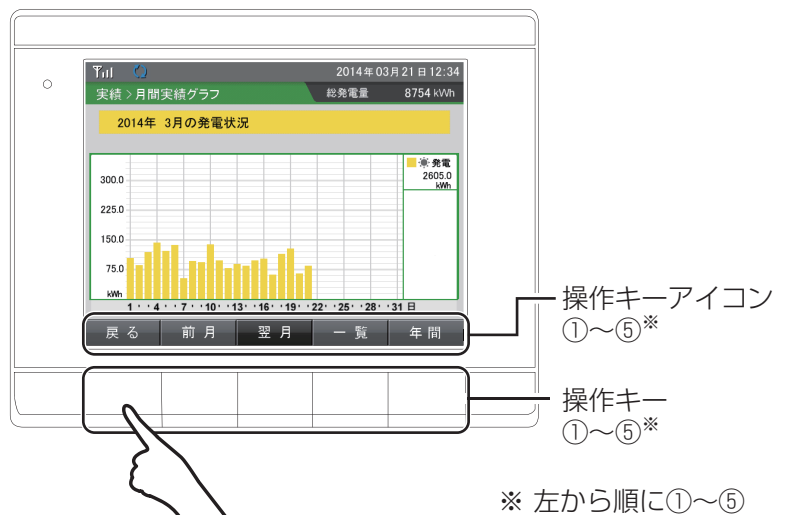 2014年03月21日12:34
実績>月間実績グラフ 総発電量 8754 kWh
2014年 3月の発電状況
発電
2605.0
kWh
300.0
225.0
150.0
75.0
kWh
1・・4・・7・・10・・13・・16・・19・・22・・25・・28・・31 日
戻る 前月 翌月 一覧 年間
操作キーアイコン
①～⑤※
操作キー
①～⑤※
※ 左から順に①～⑤